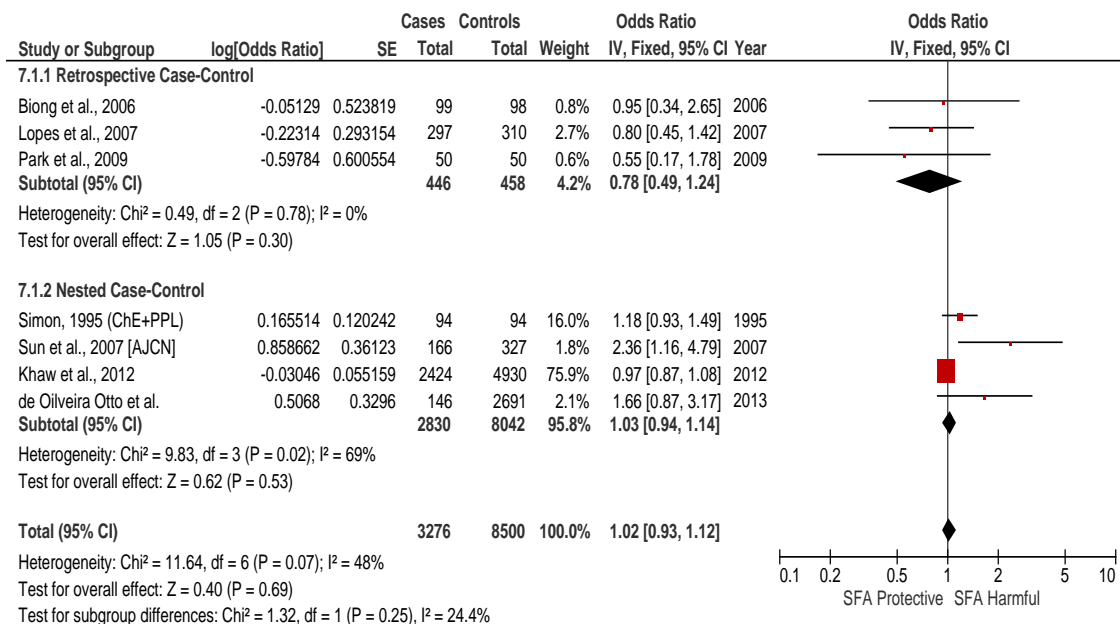 Cases Controls Odds Ratio Odds Ratio
Study or Subgroup log[Odds Ratio] SE Total Total Weight IV, Fixed, 95% CI Year IV, Fixed, 95% CI
7.1.1 Retrospective Case-Control
Biong et al., 2006 -0.05129 0.523819 99 98 0.8% 0.95 [0.34, 2.65] 2006
Lopes et al., 2007 -0.22314 0.293154 297 310 2.7% 0.80 [0.45, 1.42] 2007
Park et al., 2009 -0.59784 0.600554 50 50 0.6% 0.55 [0.17, 1.78] 2009
Subtotal (95% CI) 446 458 4.2% 0.78 [0.49, 1.24]
Heterogeneity: Chi² = 0.49, df = 2 (P = 0.78); I² = 0%
Test for overall effect: Z = 1.05 (P = 0.30)
7.1.2 Nested Case-Control
Simon, 1995 (ChE+PPL) 0.165514 0.120242 94 94 16.0% 1.18 [0.93, 1.49] 1995
Sun et al., 2007 [AJCN] 0.858662 0.36123 166 327 1.8% 2.36 [1.16, 4.79] 2007
Khaw et al., 2012 -0.03046 0.055159 2424 4930 75.9% 0.97 [0.87, 1.08] 2012
de Oilveira Otto et al. 0.5068 0.3296 146 2691 2.1% 1.66 [0.87, 3.17] 2013
Subtotal (95% CI) 2830 8042 95.8% 1.03 [0.94, 1.14]
Heterogeneity: Chi² = 9.83, df = 3 (P = 0.02); I² = 69%
Test for overall effect: Z = 0.62 (P = 0.53)
Total (95% CI) 3276 8500 100.0% 1.02 [0.93, 1.12]
Heterogeneity: Chi² = 11.64, df = 6 (P = 0.07); I² = 48%
Test for overall effect: Z = 0.40 (P = 0.69)
Test for subgroup differences: Chi² = 1.32, df = 1 (P = 0.25), I² = 24.4%
0.1 0.2 0.5 1 2 5 10
SFA Protective SFA Harmful